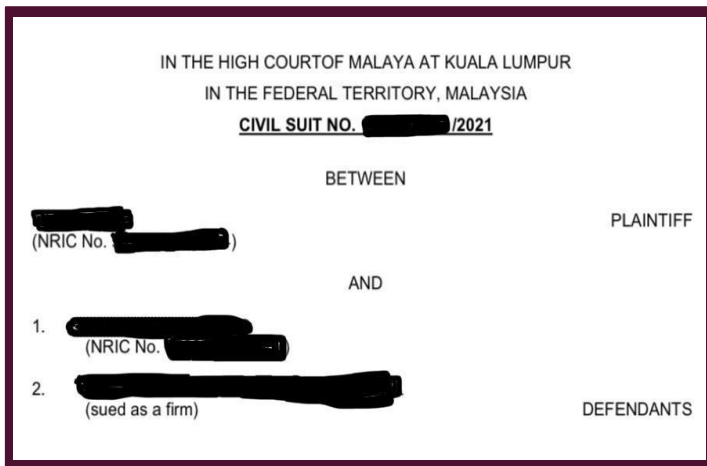 IN THE HIGH COURTOF MALAYA AT KUALA LUMPUR
IN THE FEDERAL TERRITORY, MALAYSIA
CIVIL SUIT NO. /2021
BETWEEN
PLAINTIFF
(NRIC No. )
AND
1.
(NRIC No. )
2.
(sued as a firm)
DEFENDANTS